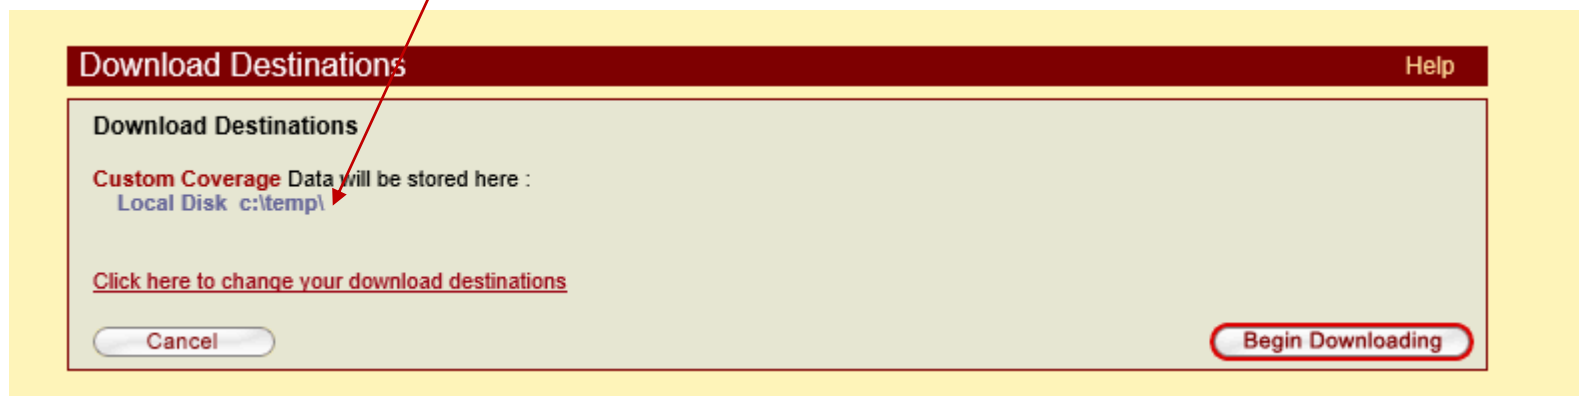 Download Destinations
Help
Download Destinations
Custom Coverage Data will be stored here :
Local Disk c:\temp\
Click here to change your download destinations
Cancel
Begin Downloading